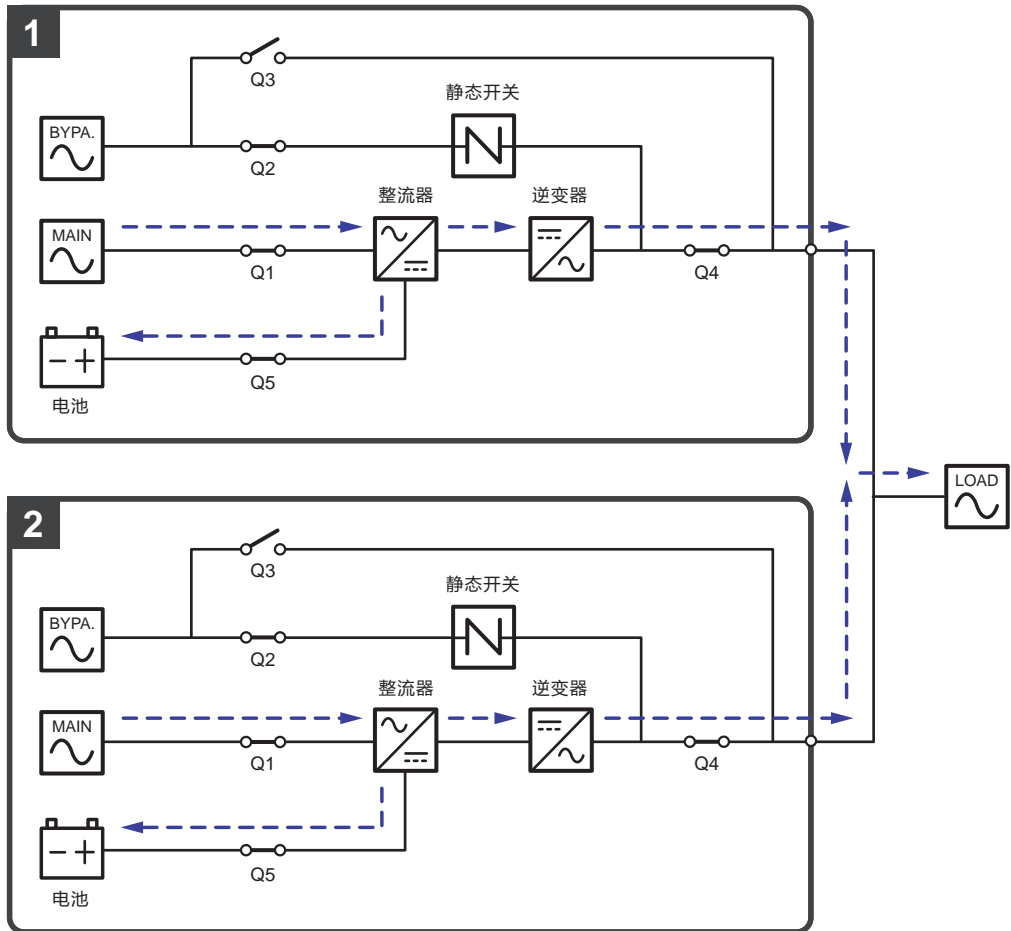 1
Q3
静态开关
BYPA.
Q2
整流器
逆变器
MAIN
Q1
Q4
Q5
电池
LOAD
2
Q3
静态开关
BYPA.
Q2
整流器
逆变器
MAIN
Q1
Q4
Q5
电池